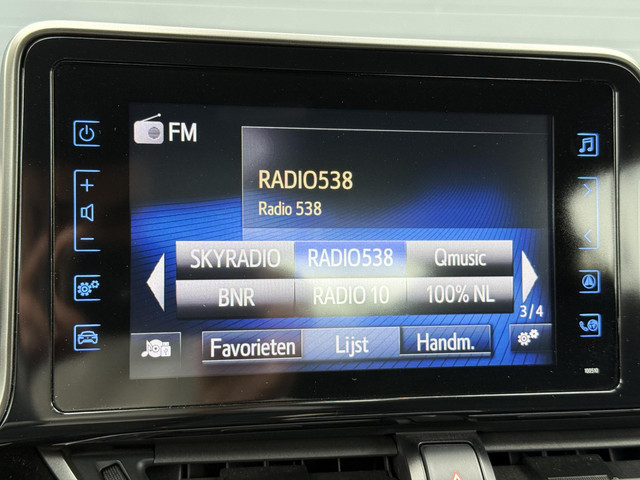 FM
RADIO538
Radio 538
SKYRADIO RADIO538 Qmusic
BNR RADIO 10 100% NL
3/4
Favorieten Lijst Handm.